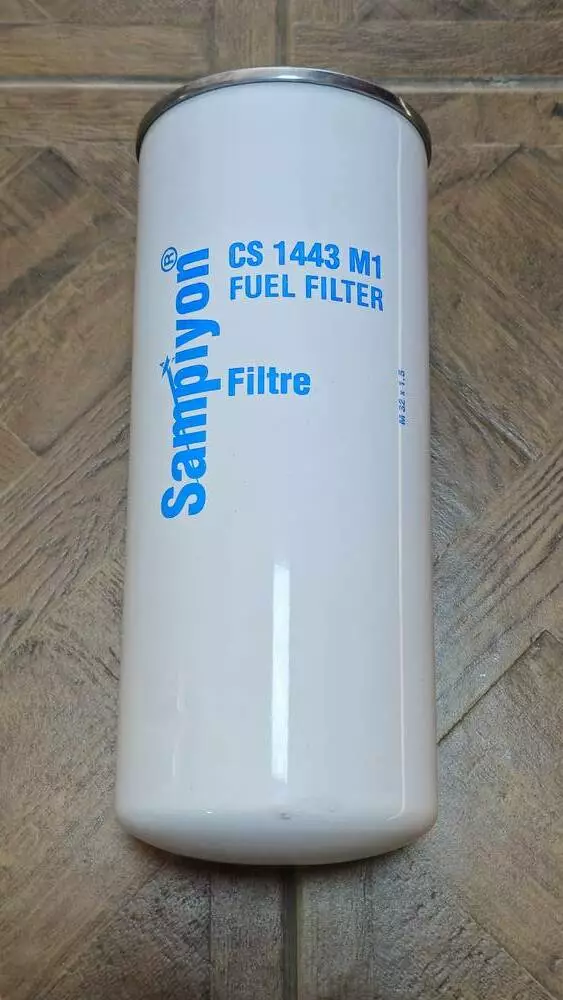 Sampiyon®
CS 1443 M1
FUEL FILTER
Filtre
M 32 x 1.5